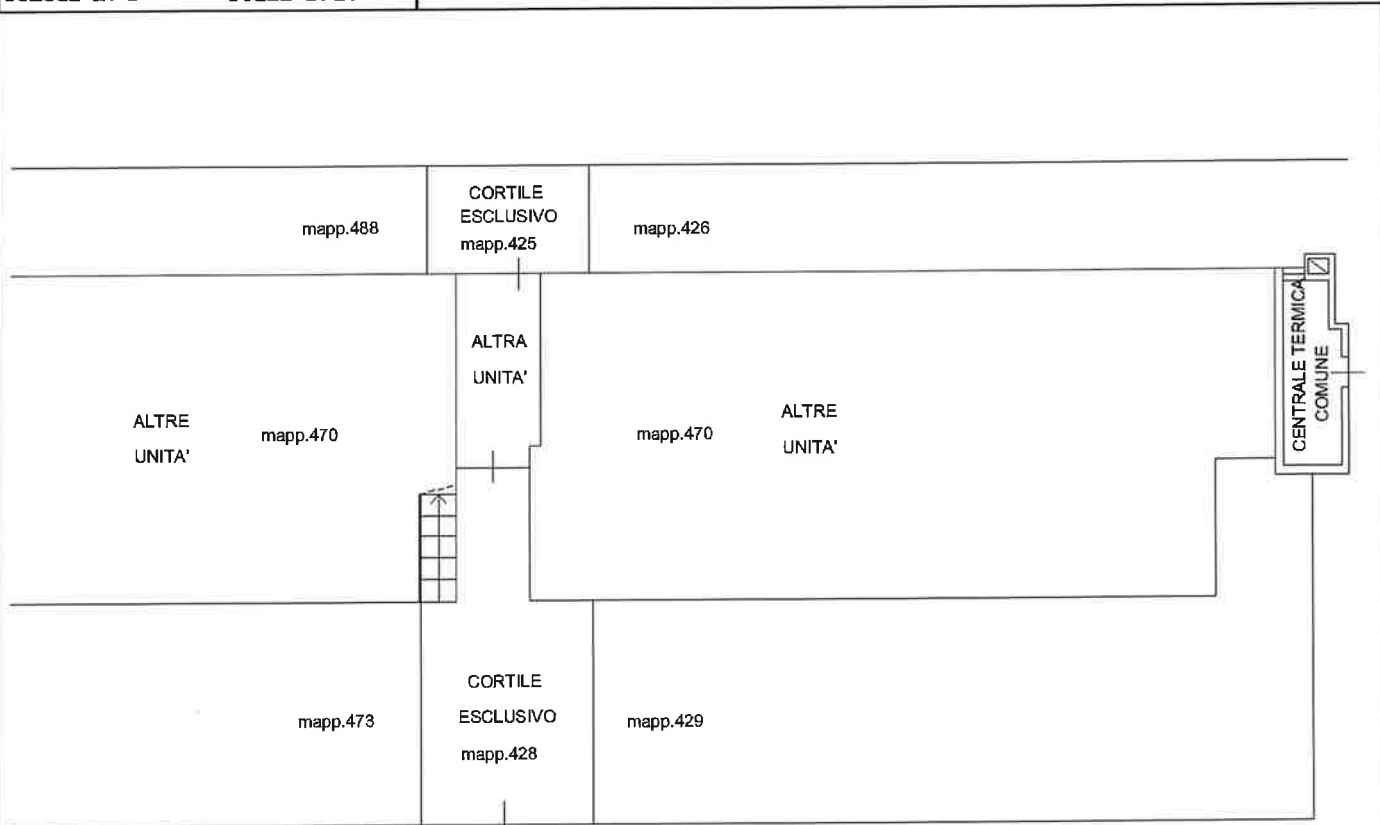 CORTILE
ESCLUSIVO
mapp.425
mapp.488
mapp.426
ALTRA
UNITA'
ALTRE
UNITA'
mapp.470
mapp.470
ALTRE
UNITA'
CENTRALE TERMICA
COMUNE
CORTILE
ESCLUSIVO
mapp.428
mapp.473
mapp.429